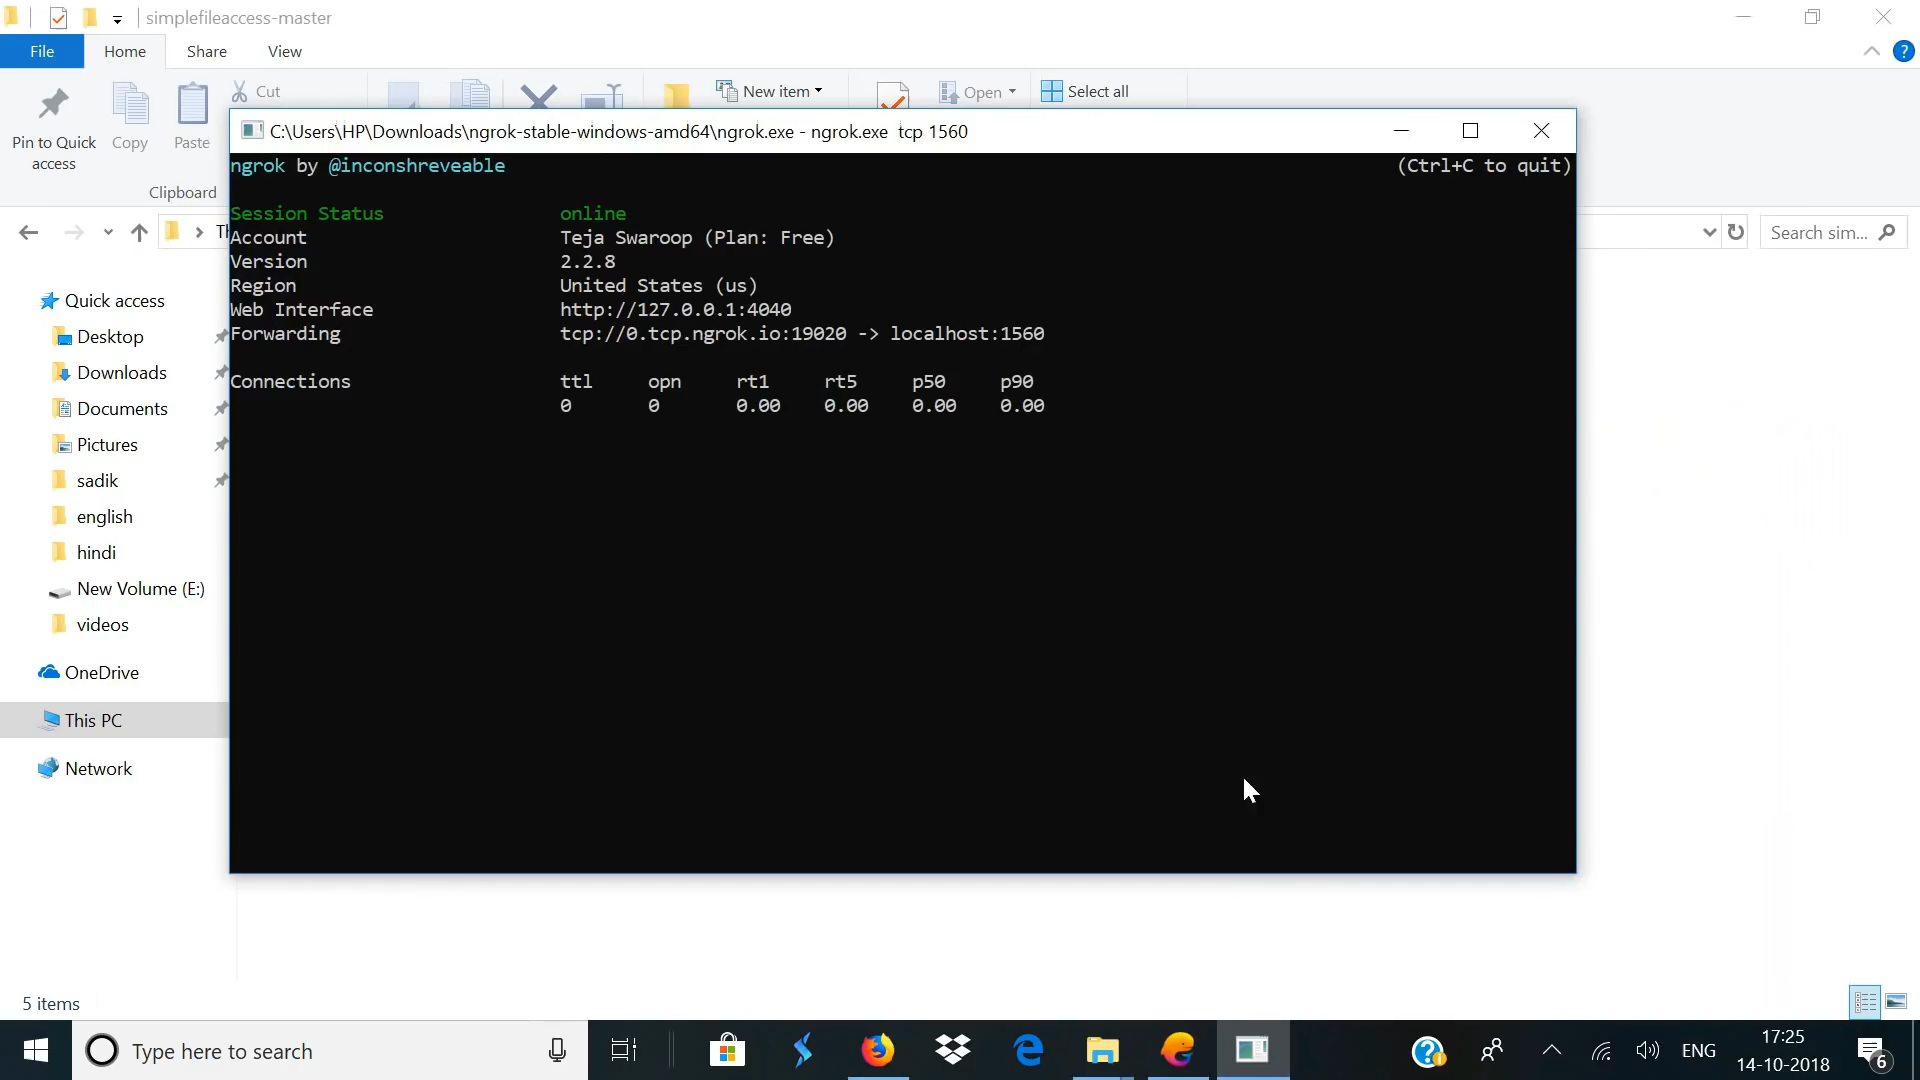 simplefileaccess-master
File Home Share View
Cut
New item
Open
Select all
Pin to Quick access
Copy
Paste
Clipboard
C:\Users\HP\Downloads\ngrok-stable-windows-amd64\ngrok.exe - ngrok.exe tcp 1560
ngrok by @inconshreveable (Ctrl+C to quit)
Session Status online
Account Teja Swaroop (Plan: Free)
Version 2.2.8
Region United States (us)
Web Interface http://127.0.0.1:4040
Forwarding tcp://0.tcp.ngrok.io:19020 -> localhost:1560
Connections ttl opn rt1 rt5 p50 p90
0 0 0.00 0.00 0.00 0.00
Search sim...
Quick access
Desktop
Downloads
Documents
Pictures
sadik
english
hindi
New Volume (E:)
videos
OneDrive
This PC
Network
5 items
Type here to search
ENG
17:25
14-10-2018
6